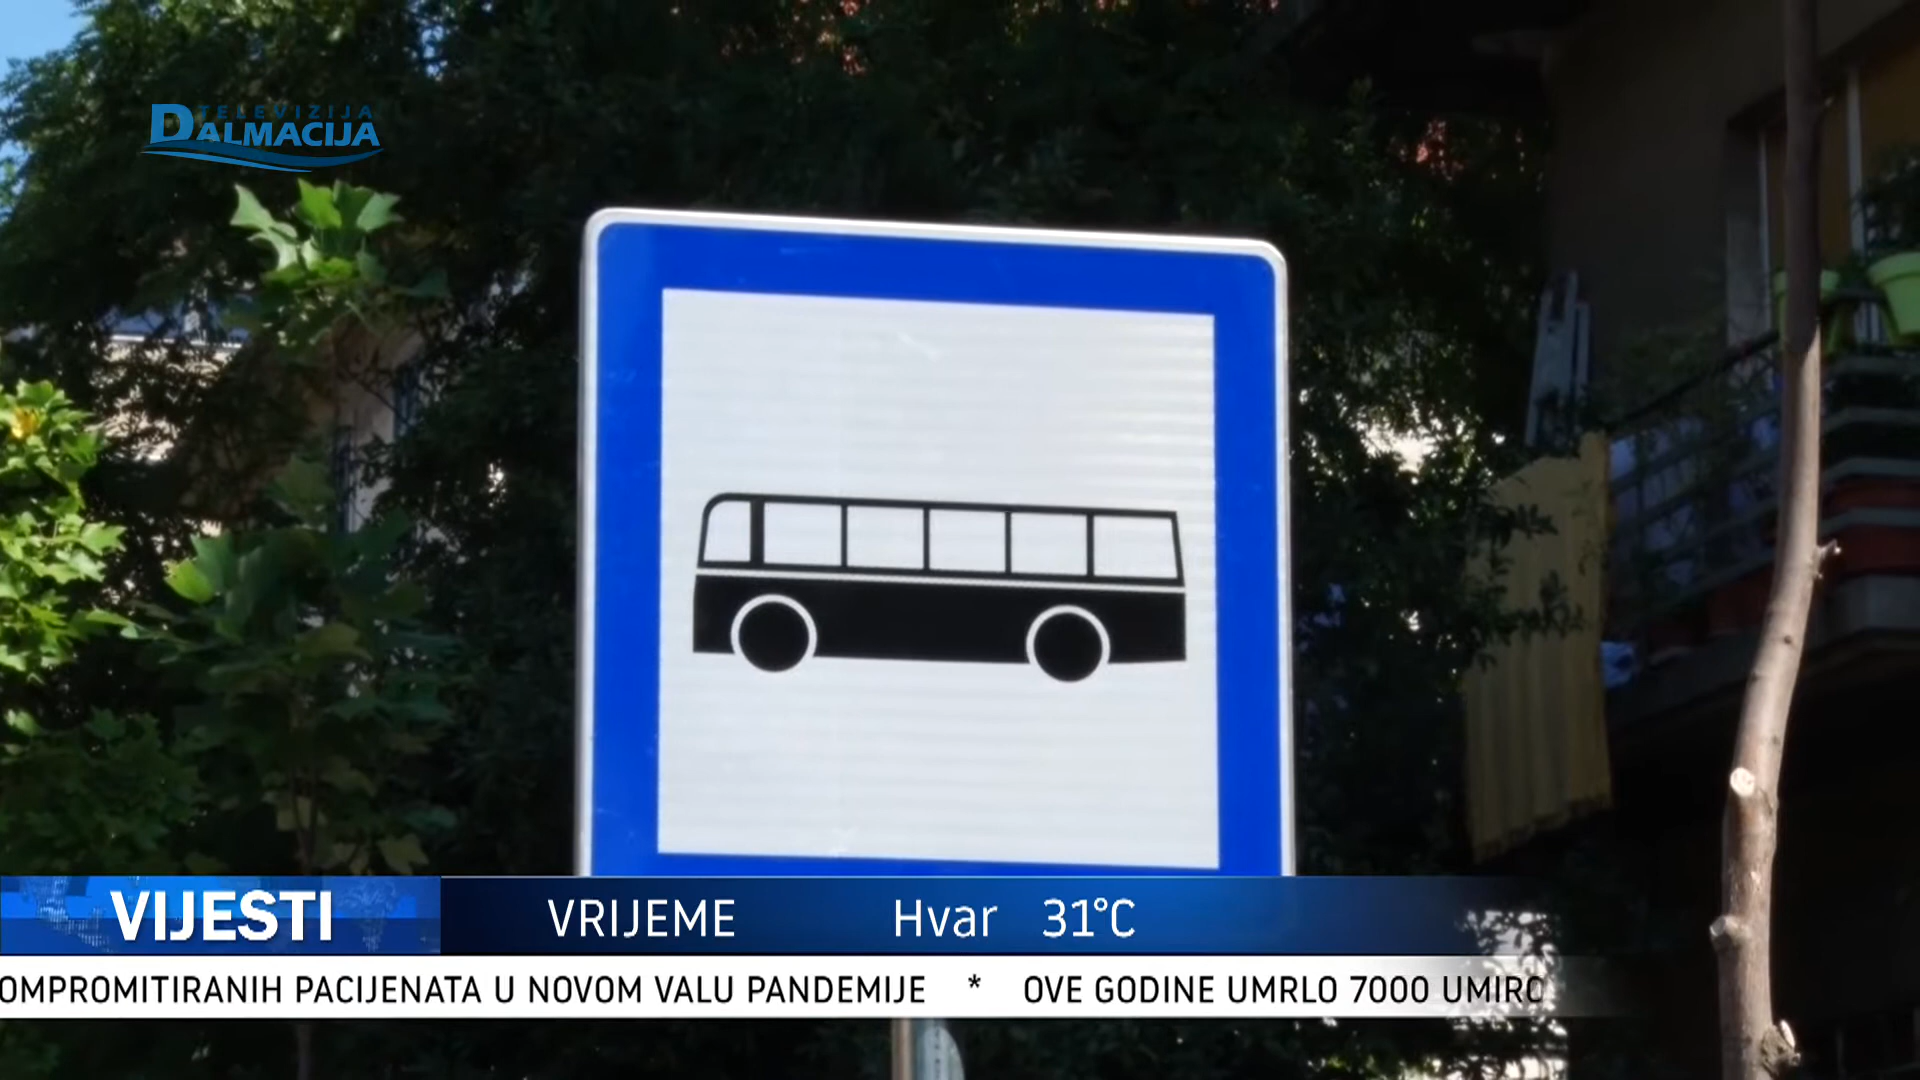 TELEVIZIJA
DALMACIJA
VIJESTI VRIJEME Hvar 31°C
OMPROMITIRANIH PACIJENATA U NOVOM VALU PANDEMIJE * OVE GODINE UMRLO 7000 UMIRO